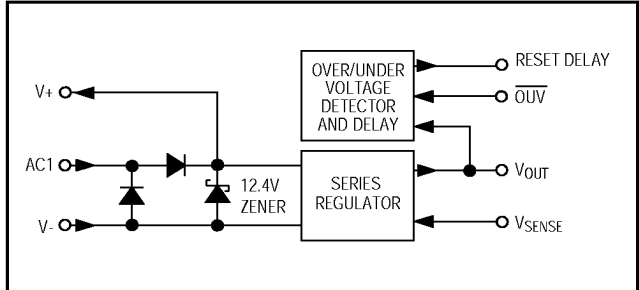 V+
AC1
V-
12.4V
ZENER
OVER/UNDER
VOLTAGE
DETECTOR
AND DELAY
SERIES
REGULATOR
RESET DELAY
OUV
VOUT
VSENSE